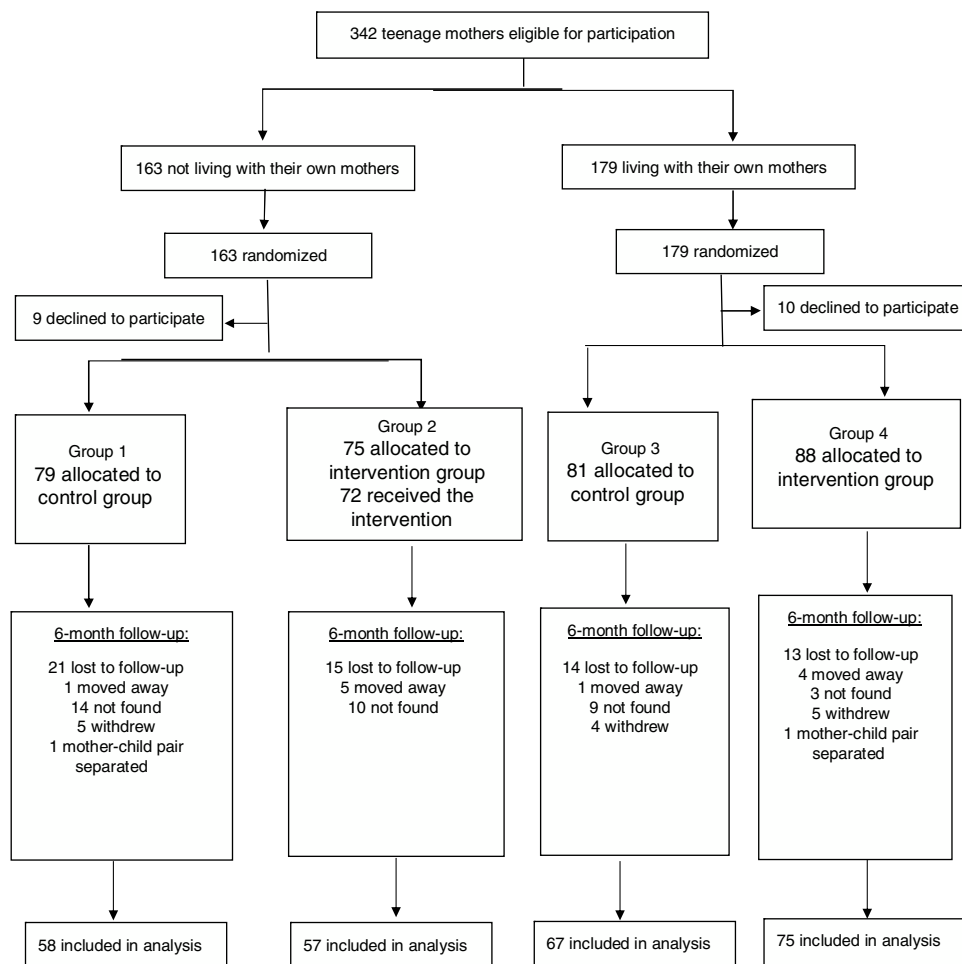 342 teenage mothers eligible for participation
163 not living with their own mothers
179 living with their own mothers
163 randomized
179 randomized
9 declined to participate
10 declined to participate
Group 1
79 allocated to
control group
Group 2
75 allocated to
intervention group
72 received the
intervention
Group 3
81 allocated to
control group
Group 4
88 allocated to
intervention group
6-month follow-up:
21 lost to follow-up
1 moved away
14 not found
5 withdrew
1 mother-child pair
separated
6-month follow-up:
15 lost to follow-up
5 moved away
10 not found
6-month follow-up:
14 lost to follow-up
1 moved away
9 not found
4 withdrew
6-month follow-up:
13 lost to follow-up
4 moved away
3 not found
5 withdrew
1 mother-child pair
separated
58 included in analysis
57 included in analysis
67 included in analysis
75 included in analysis